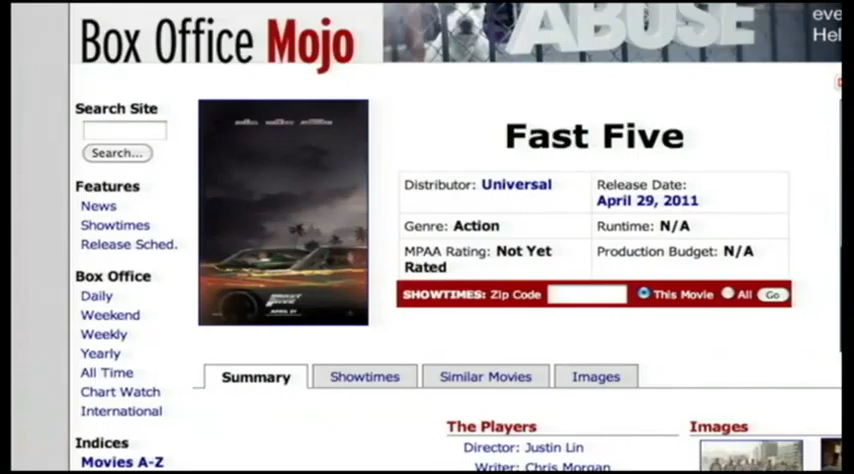 Box Office Mojo
ABUSE
eve
Hel
Search Site
Search...
Features
News
Showtimes
Release Sched.
Box Office
Daily
Weekend
Weekly
Yearly
All Time
Chart Watch
International
Indices
Movies A-Z
FAST FIVE
Fast Five
Distributor: Universal
Release Date:
April 29, 2011
Genre: Action
Runtime: N/A
MPAA Rating: Not Yet
Rated
Production Budget: N/A
SHOWTIMES: Zip Code This Movie All Go
Summary Showtimes Similar Movies Images
The Players
Director: Justin Lin
Writer: Chris Morgan
Images